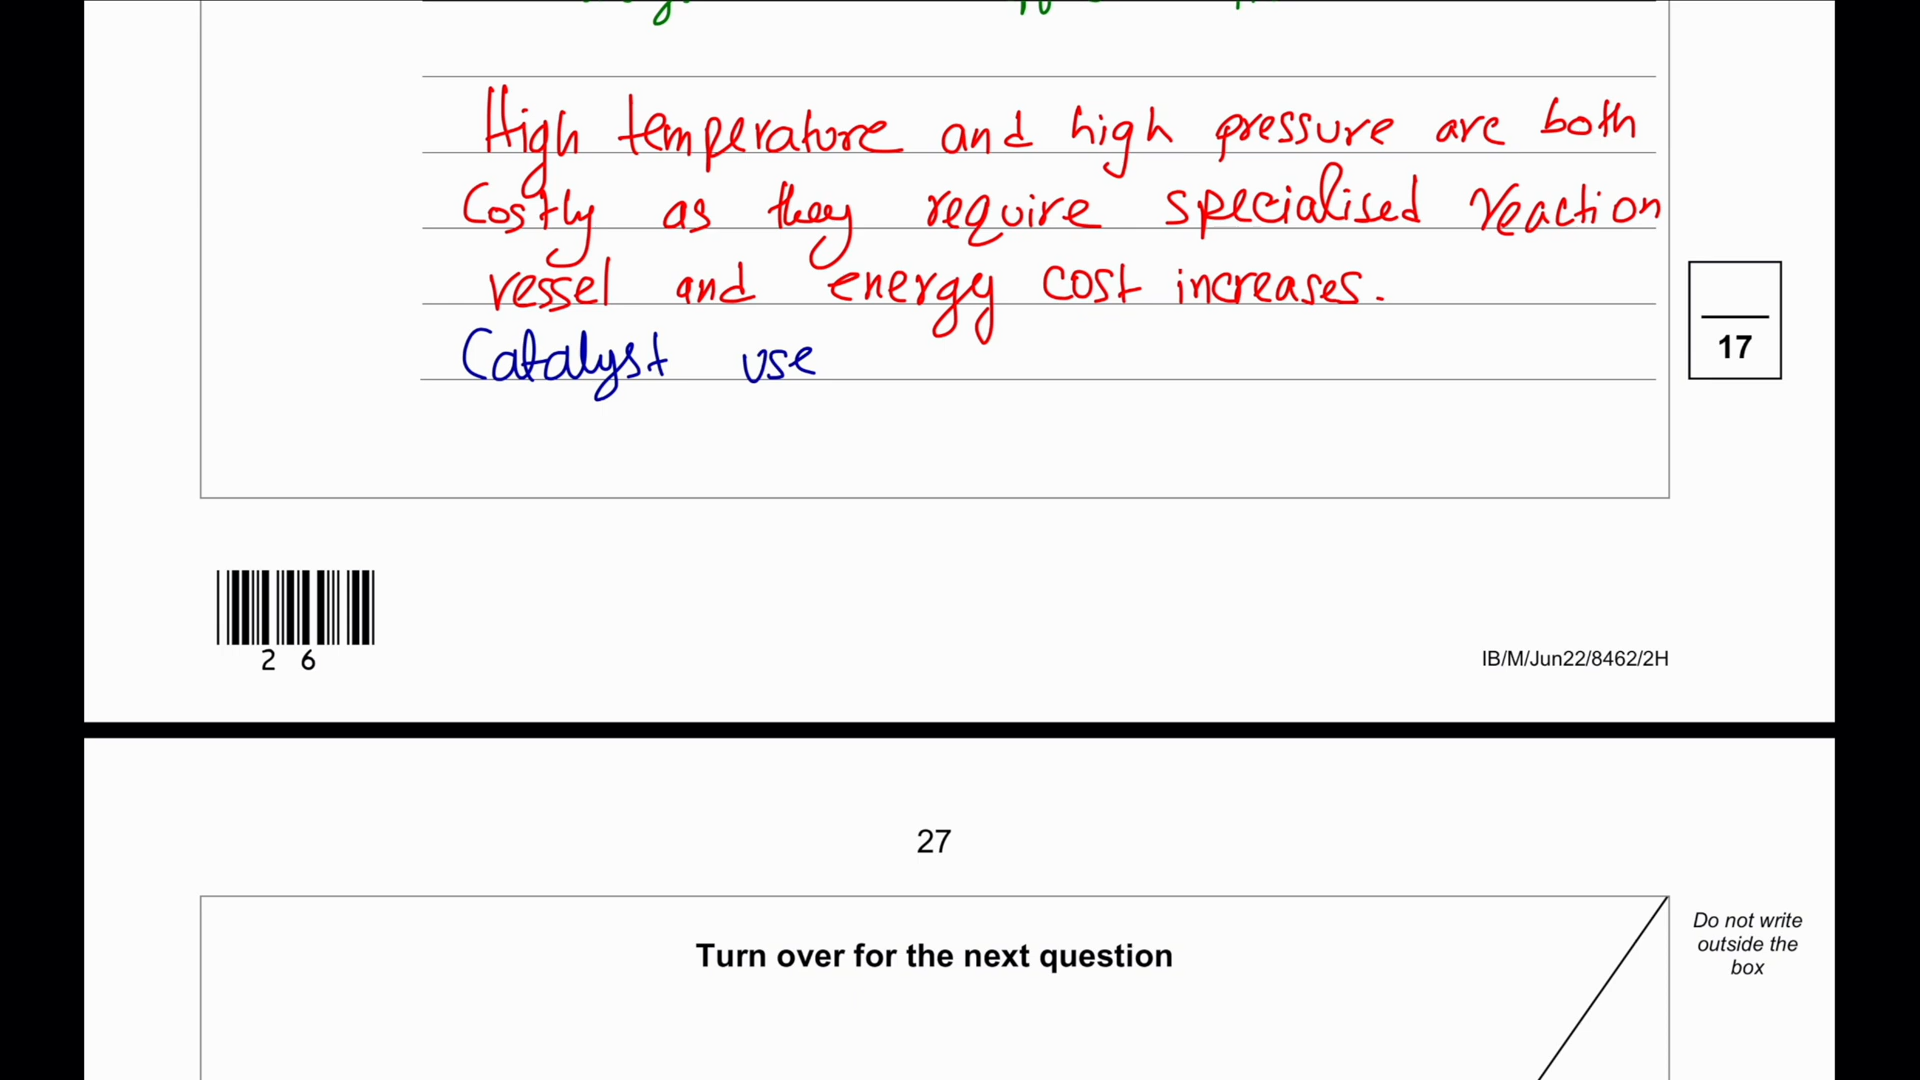 High temperature and high pressure are both
Costly as they require specialised reaction
vessel and energy cost increases.
Catalyst use
17
2 6
IB/M/Jun22/8462/2H
27
Turn over for the next question
Do not write
outside the
box